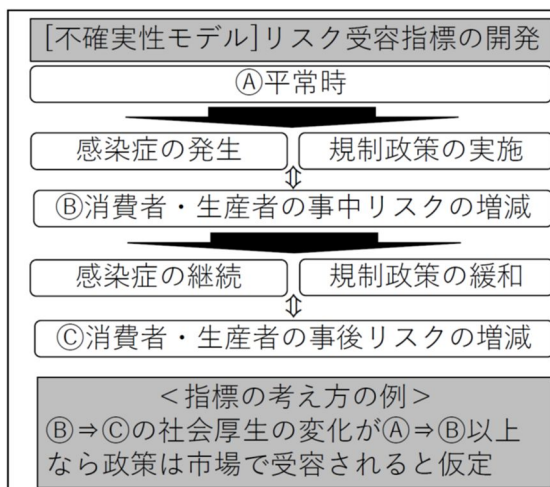 [不確実性モデル]リスク受容指標の開発
Ⓐ平常時
感染症の発生
規制政策の実施
⇕
Ⓑ消費者・生産者の事中リスクの増減
感染症の継続
規制政策の緩和
⇕
Ⓒ消費者・生産者の事後リスクの増減
<指標の考え方の例>
Ⓑ⇒Ⓒの社会厚生の変化がⒶ⇒Ⓑ以上
なら政策は市場で受容されると仮定